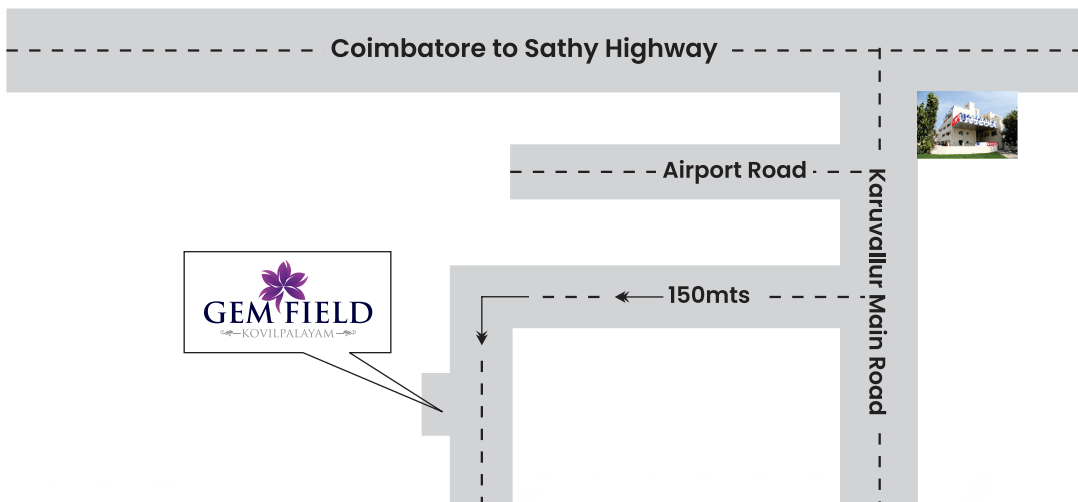 Coimbatore to Sathy Highway
Airport Road
Karuvallur Main Road
150mts
GEM FIELD
KOVILPALAYAM